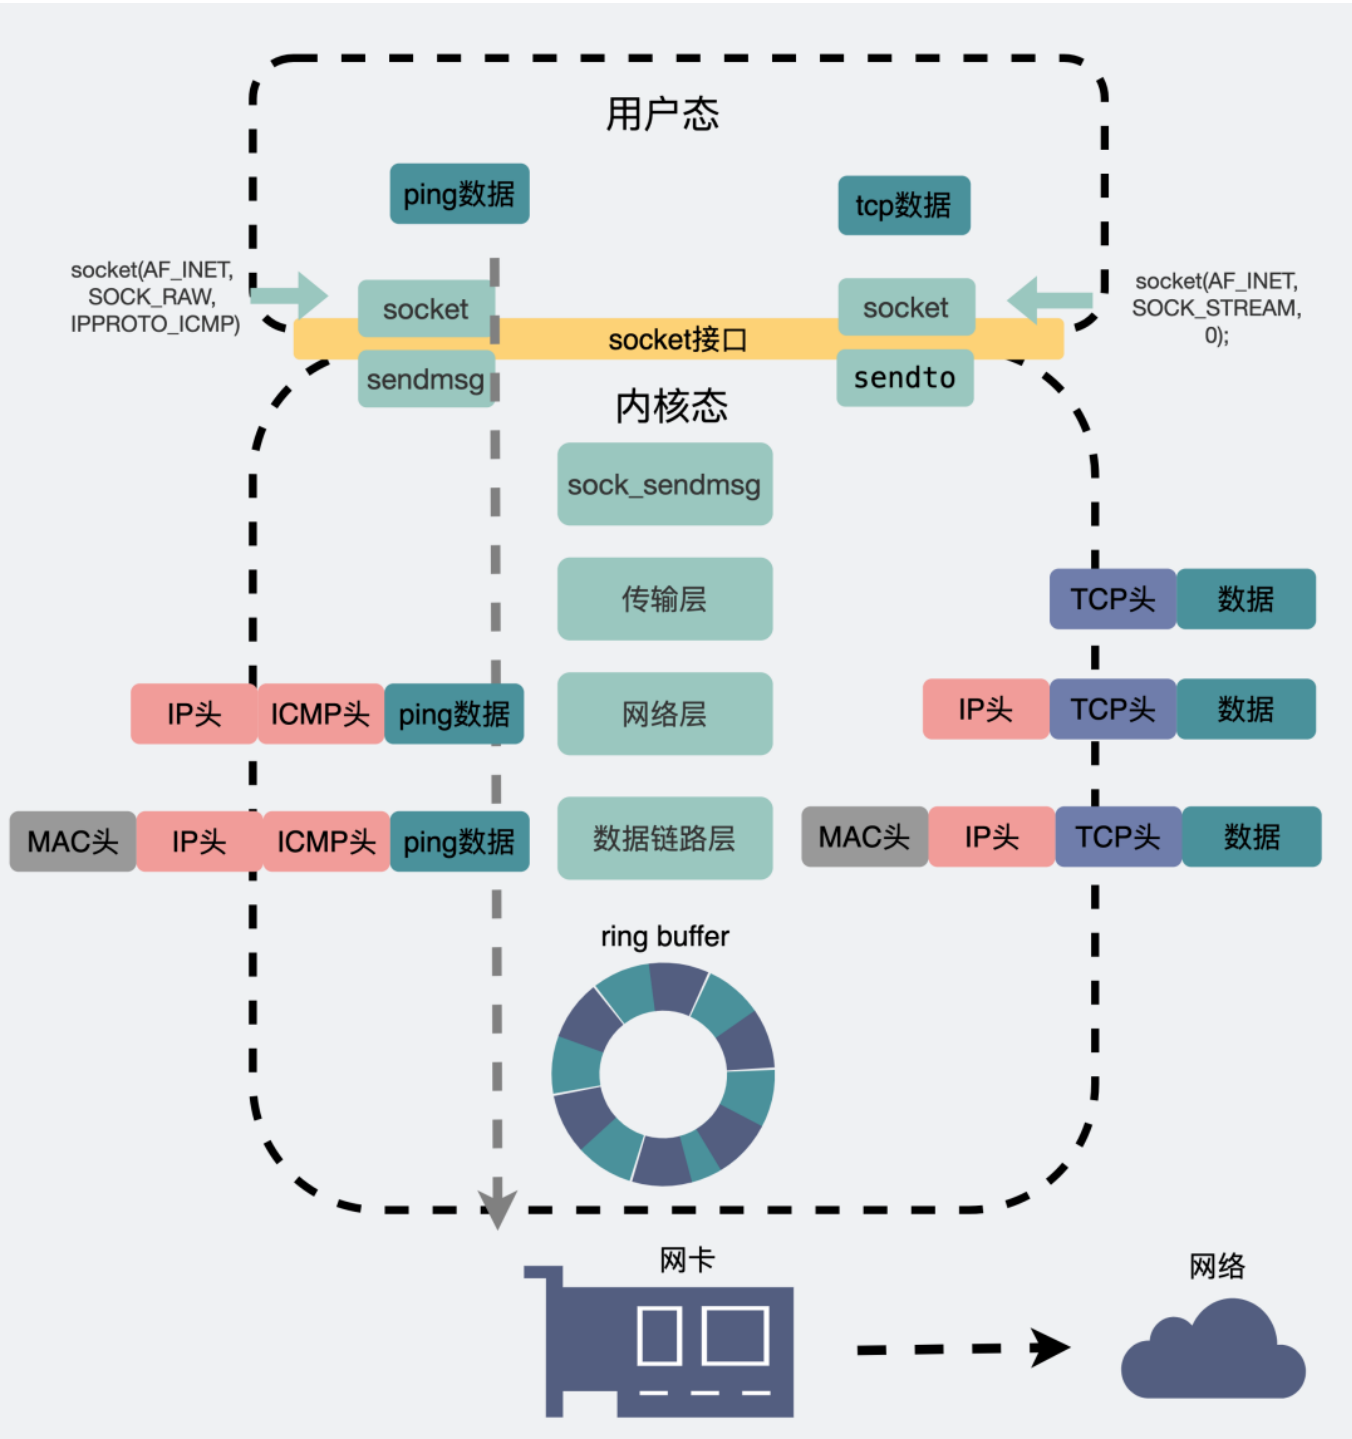 用户态
ping数据
tcp数据
socket(AF_INET,
SOCK_RAW,
IPPROTO_ICMP)
socket
socket
socket(AF_INET,
SOCK_STREAM,
0);
socket接口
sendmsg
sendto
内核态
sock_sendmsg
传输层
TCP头 数据
IP头 ICMP头 ping数据
网络层
IP头 TCP头 数据
MAC头 IP头 ICMP头 ping数据
数据链路层
MAC头 IP头 TCP头 数据
ring buffer
网卡
网络